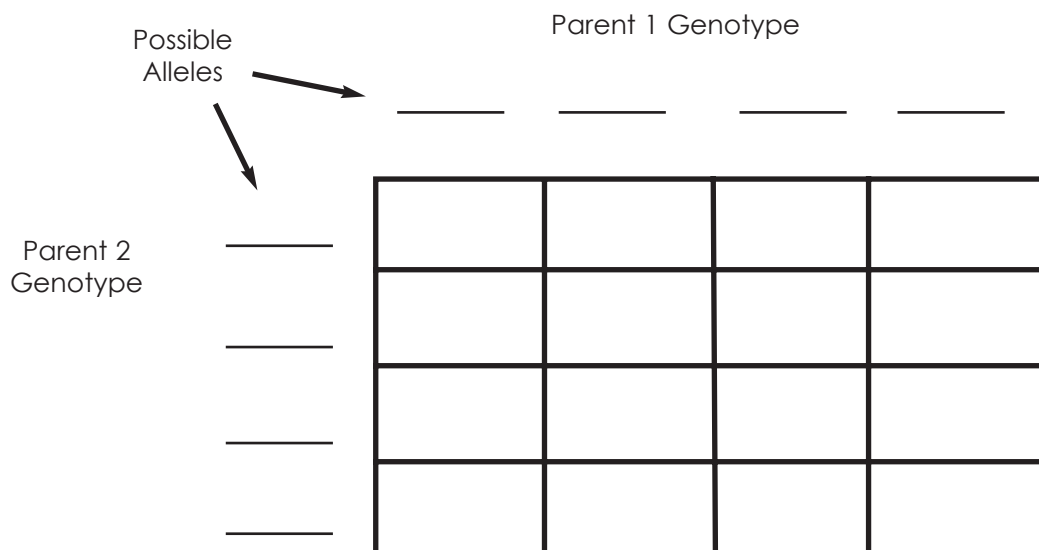 Parent 1 Genotype
Possible
Alleles
Parent 2
Genotype